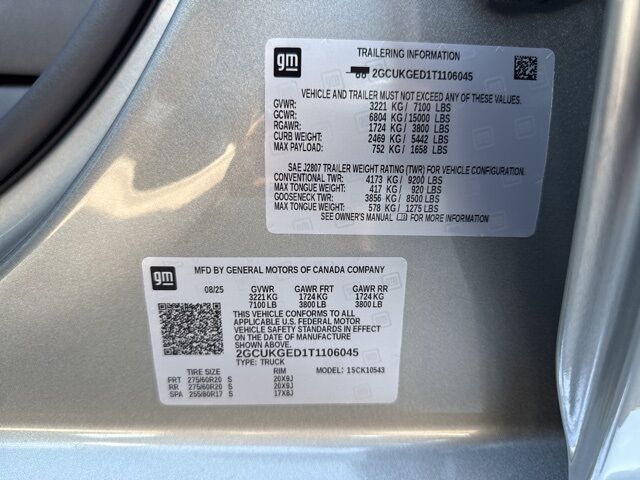 gm
TRAILERING INFORMATION
2GCUKGED1T1106045
VEHICLE AND TRAILER MUST NOT EXCEED ANY OF THESE VALUES.
GVWR: 3221 KG / 7100 LBS
GCWR: 6804 KG / 15000 LBS
RGAWR: 1724 KG / 3800 LBS
CURB WEIGHT: 2469 KG / 5442 LBS
MAX PAYLOAD: 752 KG / 1658 LBS
SAE J2807 TRAILER WEIGHT RATING (TWR) FOR VEHICLE CONFIGURATION.
CONVENTIONAL TWR: 4173 KG / 9200 LBS
MAX TONGUE WEIGHT: 417 KG / 920 LBS
GOOSENECK TWR: 3856 KG / 8500 LBS
MAX TONGUE WEIGHT: 578 KG / 1275 LBS
SEE OWNER'S MANUAL FOR MORE INFORMATION
gm
MFD BY GENERAL MOTORS OF CANADA COMPANY
08/25 GVWR GAWR FRT GAWR RR
3221 KG 1724 KG 1724 KG
7100 LB 3800 LB 3800 LB
THIS VEHICLE CONFORMS TO ALL
APPLICABLE U.S. FEDERAL MOTOR
VEHICLE SAFETY STANDARDS IN EFFECT
ON THE DATE OF MANUFACTURE
SHOWN ABOVE.
2GCUKGED1T1106045
TYPE: TRUCK
TIRE SIZE RIM MODEL: 1SCK10543
FRT 275/60R20 S 20X9J
RR 275/60R20 S 20X9J
SPA 255/80R17 S 17X8J